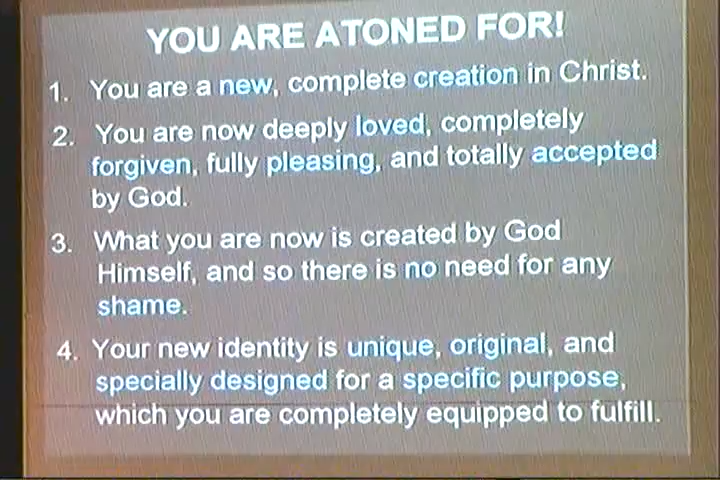 YOU ARE ATONED FOR!
1. You are a new, complete creation in Christ.
2. You are now deeply loved, completely
forgiven, fully pleasing, and totally accepted
by God.
3. What you are now is created by God
Himself, and so there is no need for any
shame.
4. Your new identity is unique, original, and
specially designed for a specific purpose,
which you are completely equipped to fulfill.